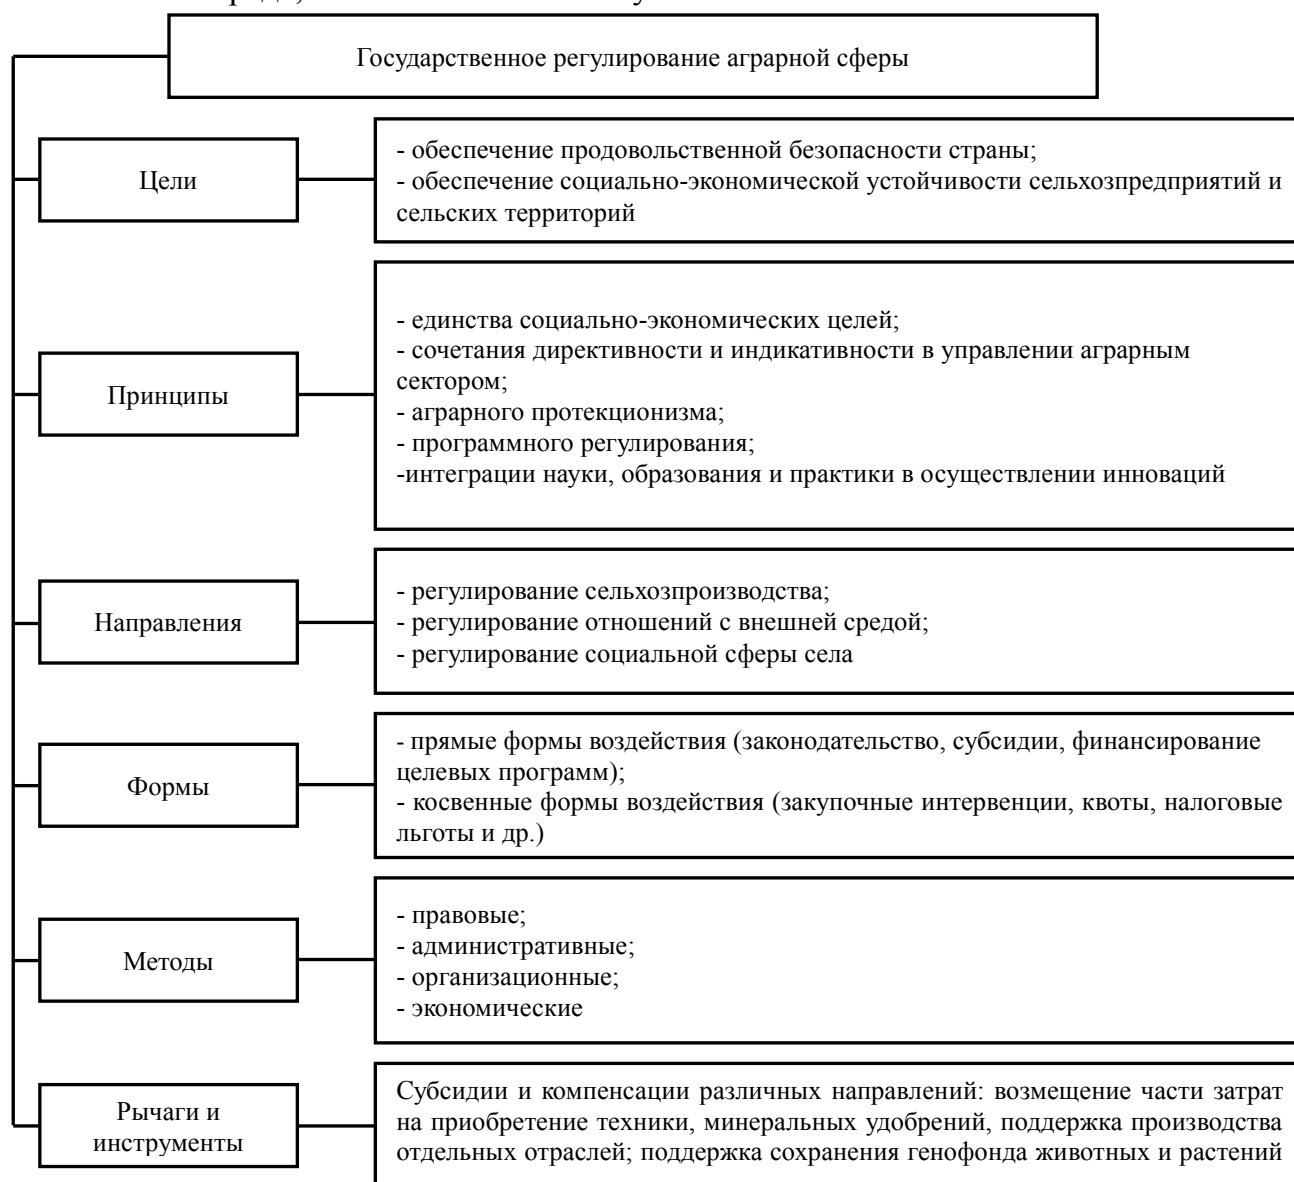 Государственное регулирование аграрной сферы
Цели
- обеспечение продовольственной безопасности страны;
- обеспечение социально-экономической устойчивости сельхозпредприятий и
сельских территорий
Принципы
- единства социально-экономических целей;
- сочетания директивности и индикативности в управлении аграрным
сектором;
- аграрного протекционизма;
- программного регулирования;
-интеграции науки, образования и практики в осуществлении инноваций
Направления
- регулирование сельхозпроизводства;
- регулирование отношений с внешней средой;
- регулирование социальной сферы села
Формы
- прямые формы воздействия (законодательство, субсидии, финансирование
целевых программ);
- косвенные формы воздействия (закупочные интервенции, квоты, налоговые
льготы и др.)
Методы
- правовые;
- административные;
- организационные;
- экономические
Рычаги и
инструменты
Субсидии и компенсации различных направлений: возмещение части затрат
на приобретение техники, минеральных удобрений, поддержка производства
отдельных отраслей; поддержка сохранения генофонда животных и растений